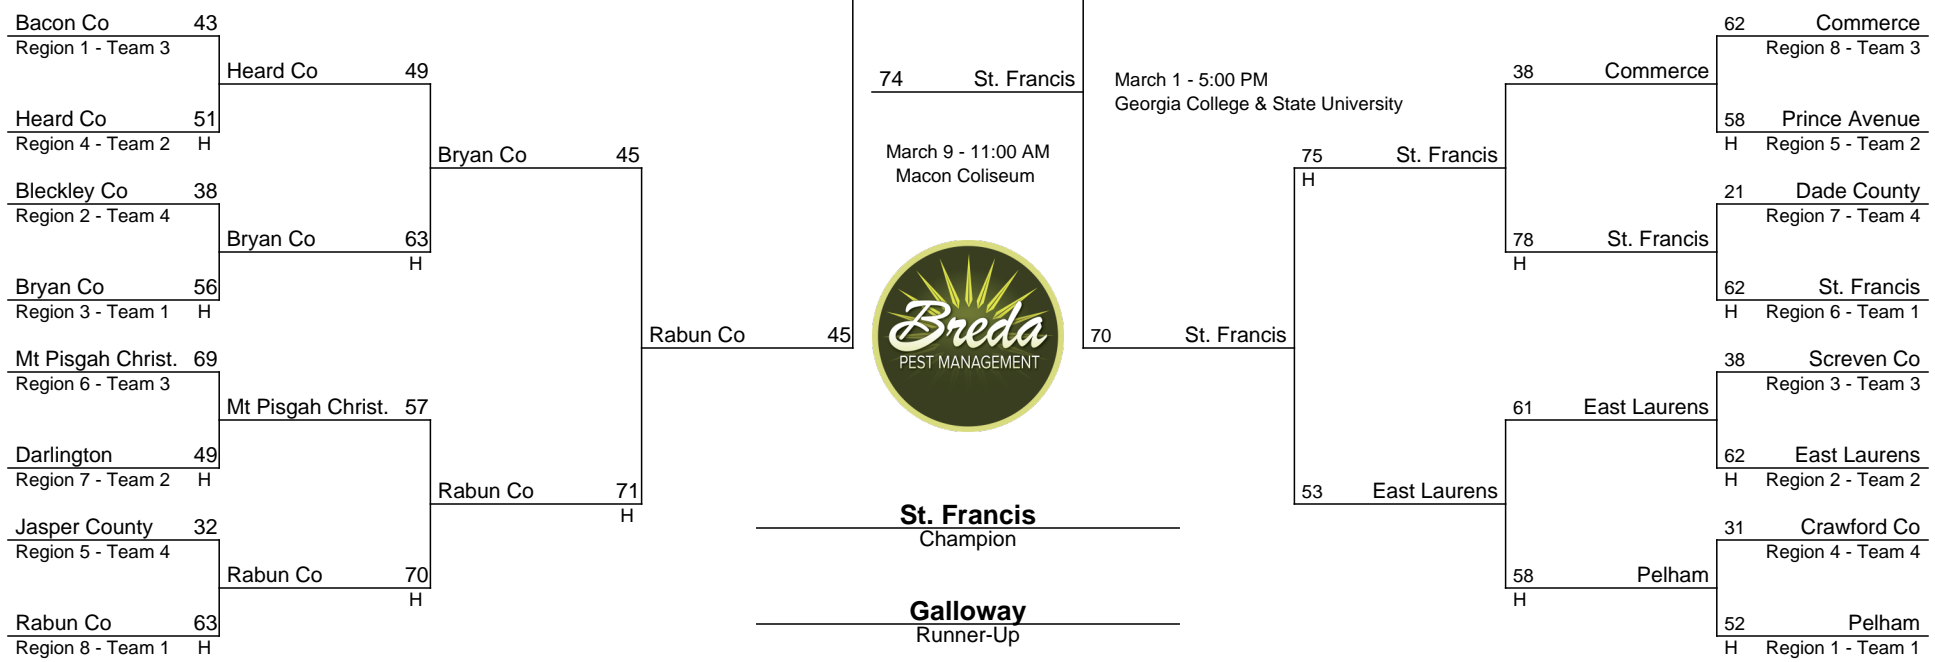 Bacon Co 43
Region 1 - Team 3
Heard Co 49
Heard Co 51
Region 4 - Team 2 H
Bryan Co 45
Bleckley Co 38
Region 2 - Team 4
Bryan Co 63
H
Bryan Co 56
Region 3 - Team 1 H
Rabun Co 45
Mt Pisgah Christ. 69
Region 6 - Team 3
Mt Pisgah Christ. 57
Darlington 49
Region 7 - Team 2 H
Rabun Co 71
H
Jasper County 32
Region 5 - Team 4
Rabun Co 70
H
Rabun Co 63
Region 8 - Team 1 H
74 St. Francis
March 9 - 11:00 AM
Macon Coliseum
Breda
PEST MANAGEMENT
St. Francis
Champion
Galloway
Runner-Up
March 1 - 5:00 PM
Georgia College & State University
70 St. Francis
75 St. Francis
H
53 East Laurens
38 Commerce
78 St. Francis
H
61 East Laurens
58 Pelham
H
62 Commerce
Region 8 - Team 3
58 Prince Avenue
H Region 5 - Team 2
21 Dade County
Region 7 - Team 4
62 St. Francis
H Region 6 - Team 1
38 Screven Co
Region 3 - Team 3
62 East Laurens
H Region 2 - Team 2
31 Crawford Co
Region 4 - Team 4
52 Pelham
H Region 1 - Team 1